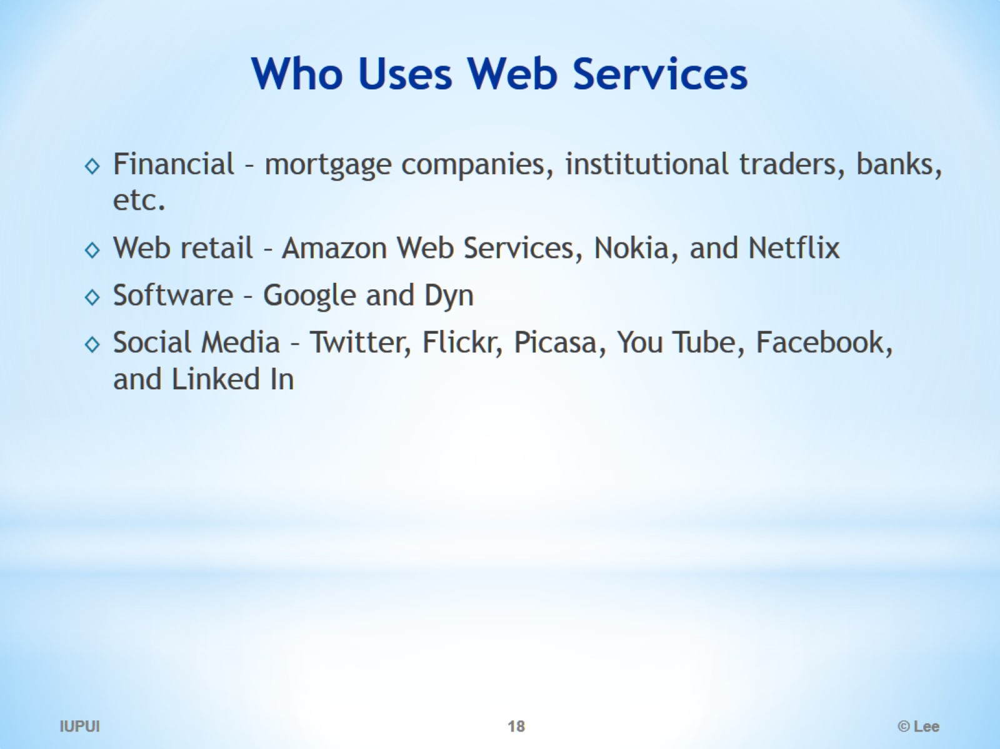 Who Uses Web Services
◇ Financial – mortgage companies, institutional traders, banks,
etc.
◇ Web retail – Amazon Web Services, Nokia, and Netflix
◇ Software – Google and Dyn
◇ Social Media – Twitter, Flickr, Picasa, You Tube, Facebook,
and Linked In
IUPUI
18
© Lee